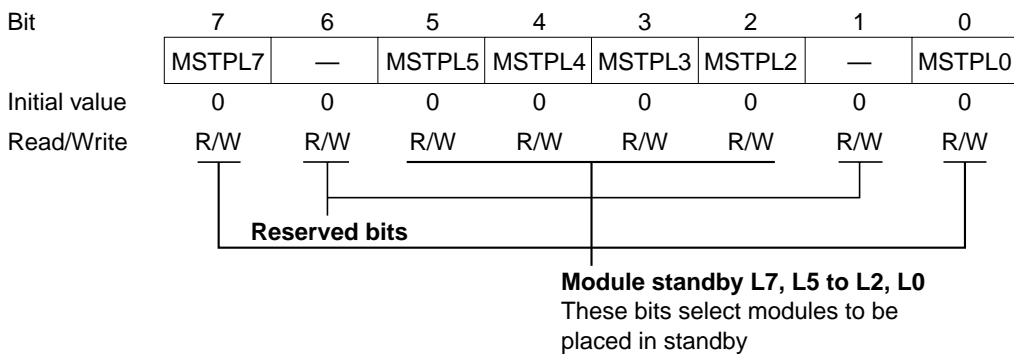 Bit 7 6 5 4 3 2 1 0
MSTPL7 — MSTPL5 MSTPL4 MSTPL3 MSTPL2 — MSTPL0
Initial value 0 0 0 0 0 0 0 0
Read/Write R/W R/W R/W R/W R/W R/W R/W R/W
Reserved bits
Module standby L7, L5 to L2, L0
These bits select modules to be
placed in standby